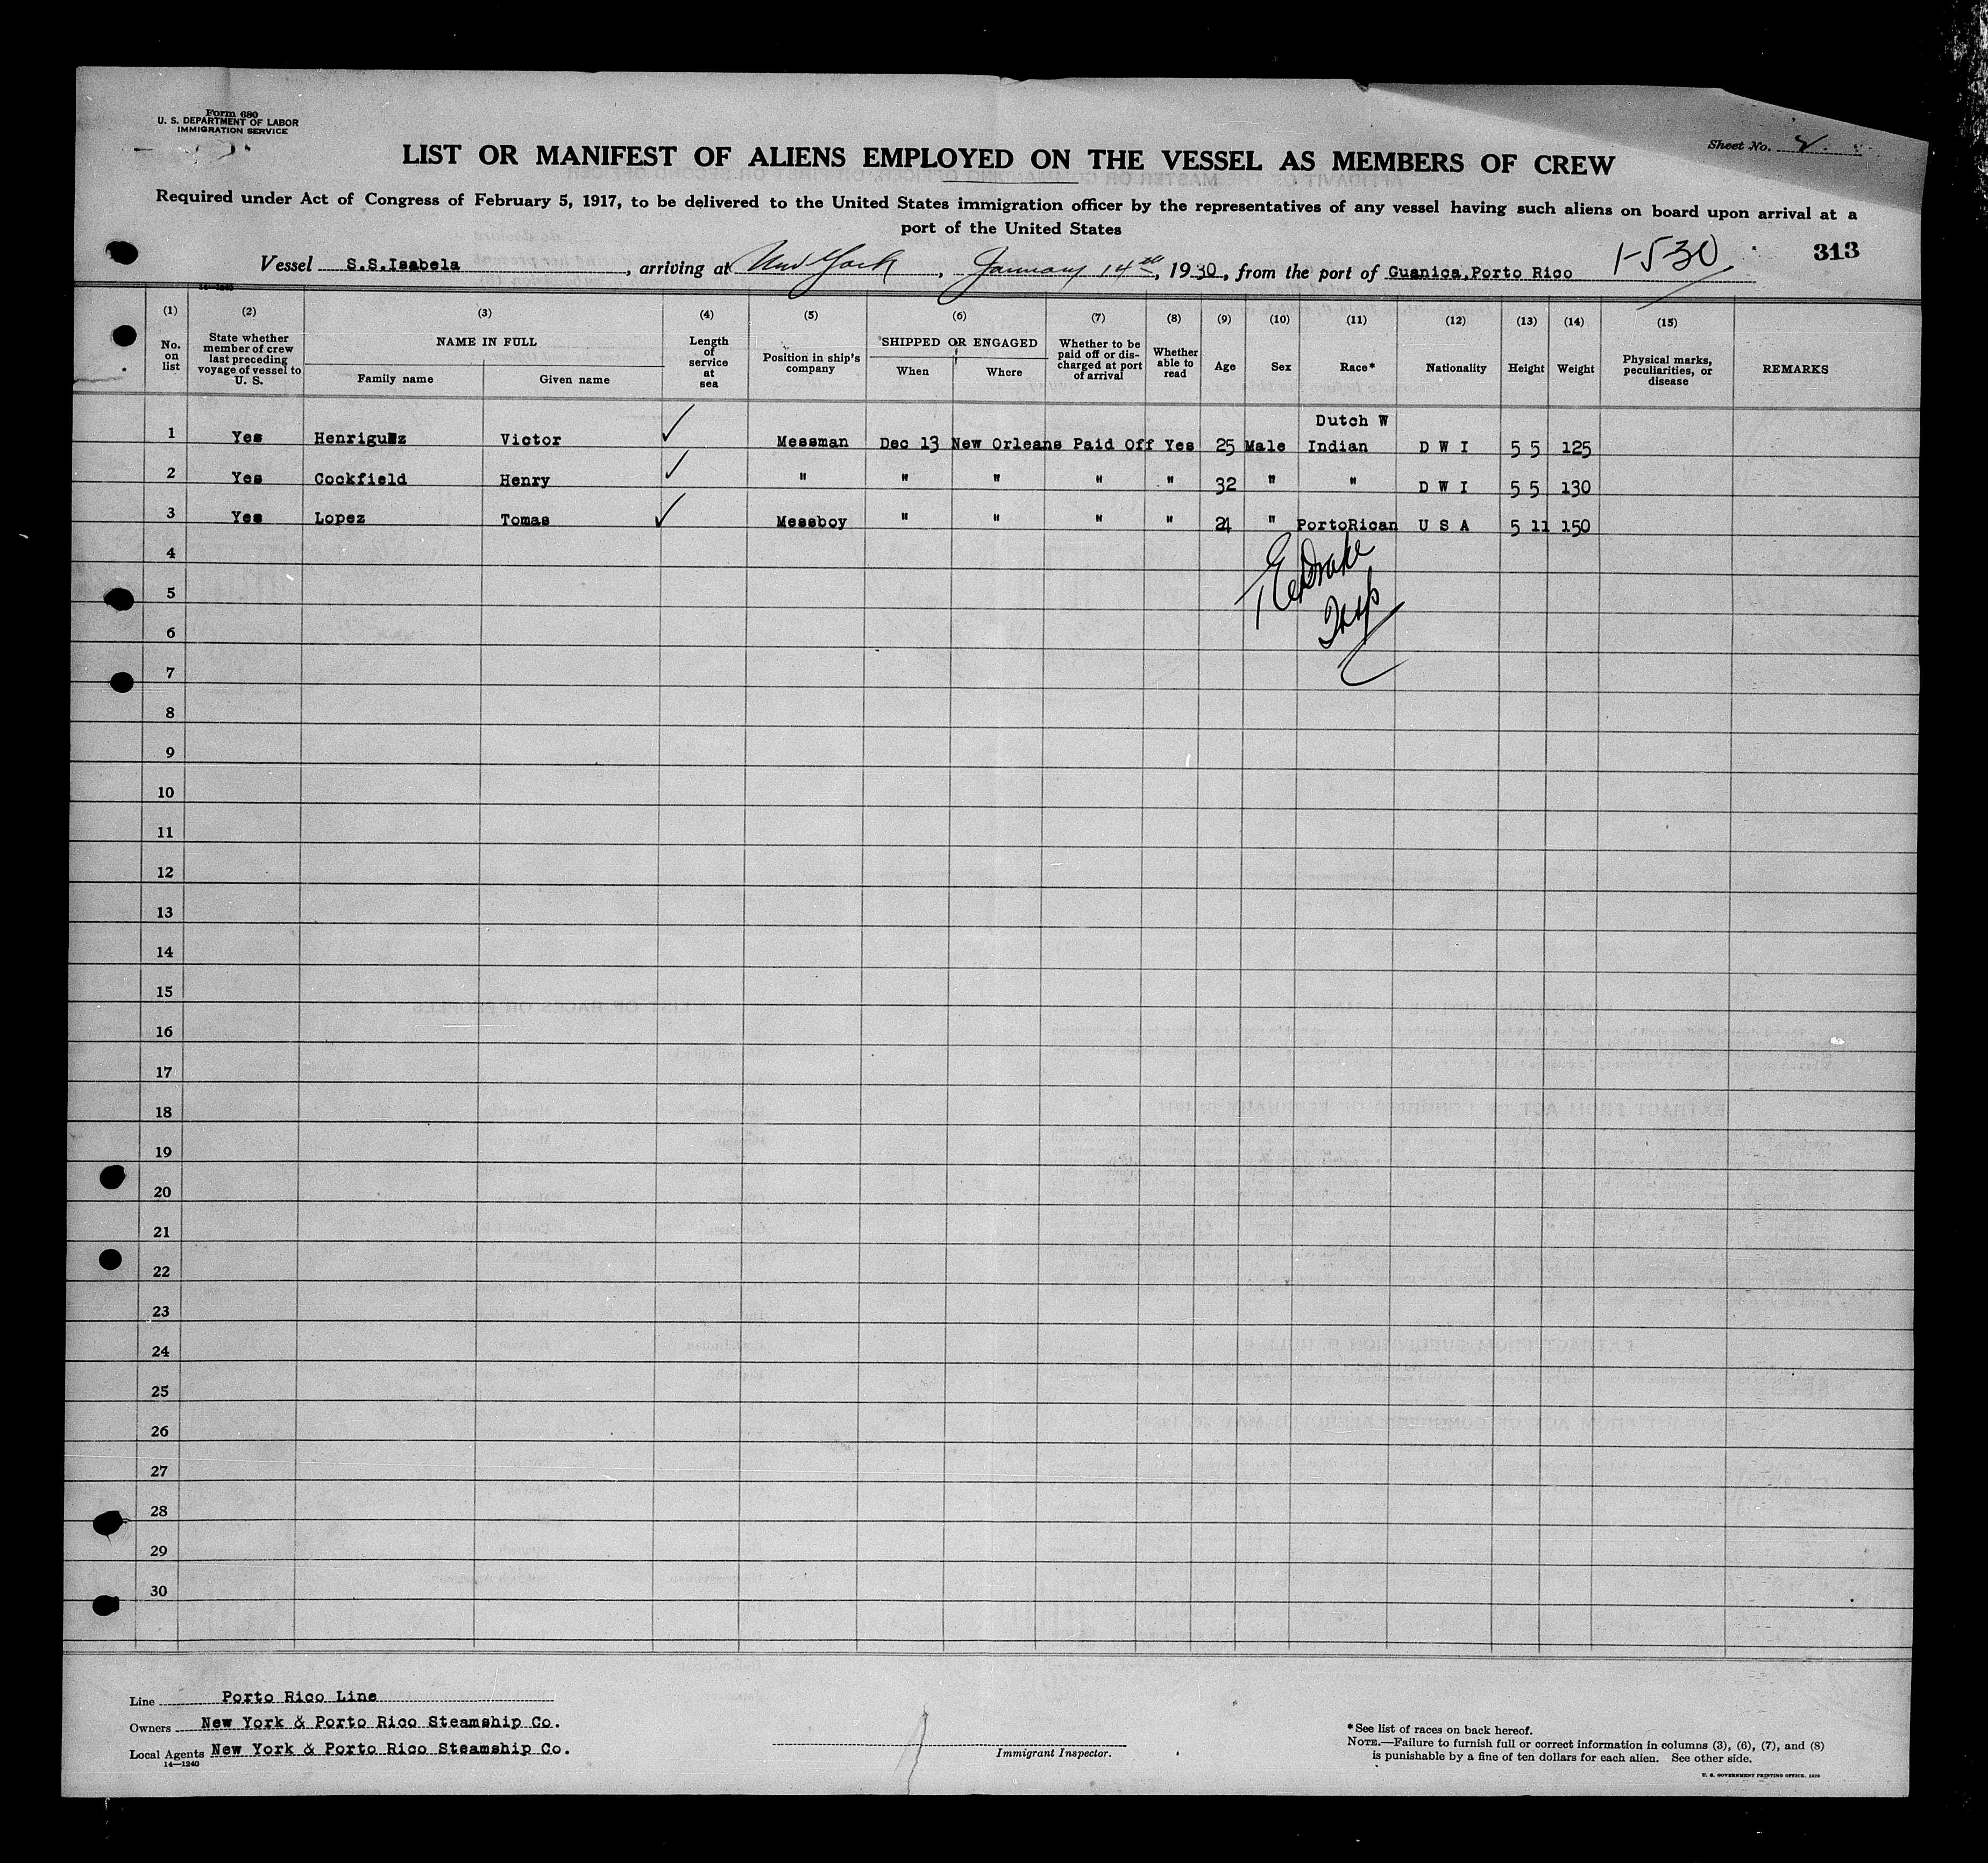 Form 680
U. S. DEPARTMENT OF LABOR
IMMIGRATION SERVICE
Sheet No. 2
LIST OR MANIFEST OF ALIENS EMPLOYED ON THE VESSEL AS MEMBERS OF CREW
Required under Act of Congress of February 5, 1917, to be delivered to the United States immigration officer by the representatives of any vessel having such aliens on board upon arrival at a
port of the United States
1-5-30 313
Vessel S.S.Isabela, arriving at New York, January 14th, 1930, from the port of Guanica,Porto Rico
(1) (2) (3) (4) (5) (6) (7) (8) (9) (10) (11) (12) (13) (14) (15)
No. on list
State whether member of crew last preceding voyage of vessel to U. S.
NAME IN FULL
Family name Given name
Length of service at sea
Position in ship's company
SHIPPED OR ENGAGED
When Where
Whether to be paid off or discharged at port of arrival
Whether able to read
Age Sex Race* Nationality Height Weight
Physical marks, peculiarities, or disease
REMARKS
1 Yes Henriguez Victor ✓ Messman Dec 13 New Orleans Paid Off Yes 25 Male Dutch W Indian D W I 5 5 125
2 Yes Cockfield Henry ✓ " " " " " 32 " " D W I 5 5 130
3 Yes Lopez Tomas ✓ Messboy " " " " 21 " PortoRican U S A 5 11 150
4
5
6
7
8
9
10
11
12
13
14
15
16
17
18
19
20
21
22
23
24
25
26
27
28
29
30
Drake
Insp
Line Porto Rico Line
Owners New York & Porto Rico Steamship Co.
Local Agents New York & Porto Rico Steamship Co.
14—1240
Immigrant Inspector.
*See list of races on back hereof.
NOTE.—Failure to furnish full or correct information in columns (3), (6), (7), and (8)
is punishable by a fine of ten dollars for each alien. See other side.